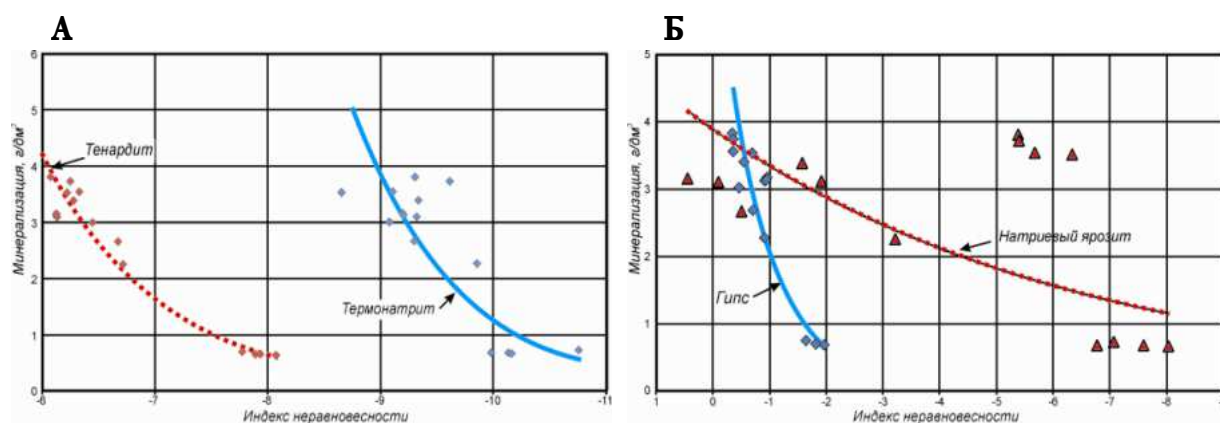 А
Б
6
5
4
3
2
1
0
Минерализация, г/дм³
Тенардит
Термонатрит
-6 -7 -8 -9 -10 -11
Индекс неравновесности
5
4
3
2
1
0
Минерализация, г/дм³
Натриевый ярозит
Гипс
1 0 -1 -2 -3 -4 -5 -6 -7 -8
Индекс неравновесности